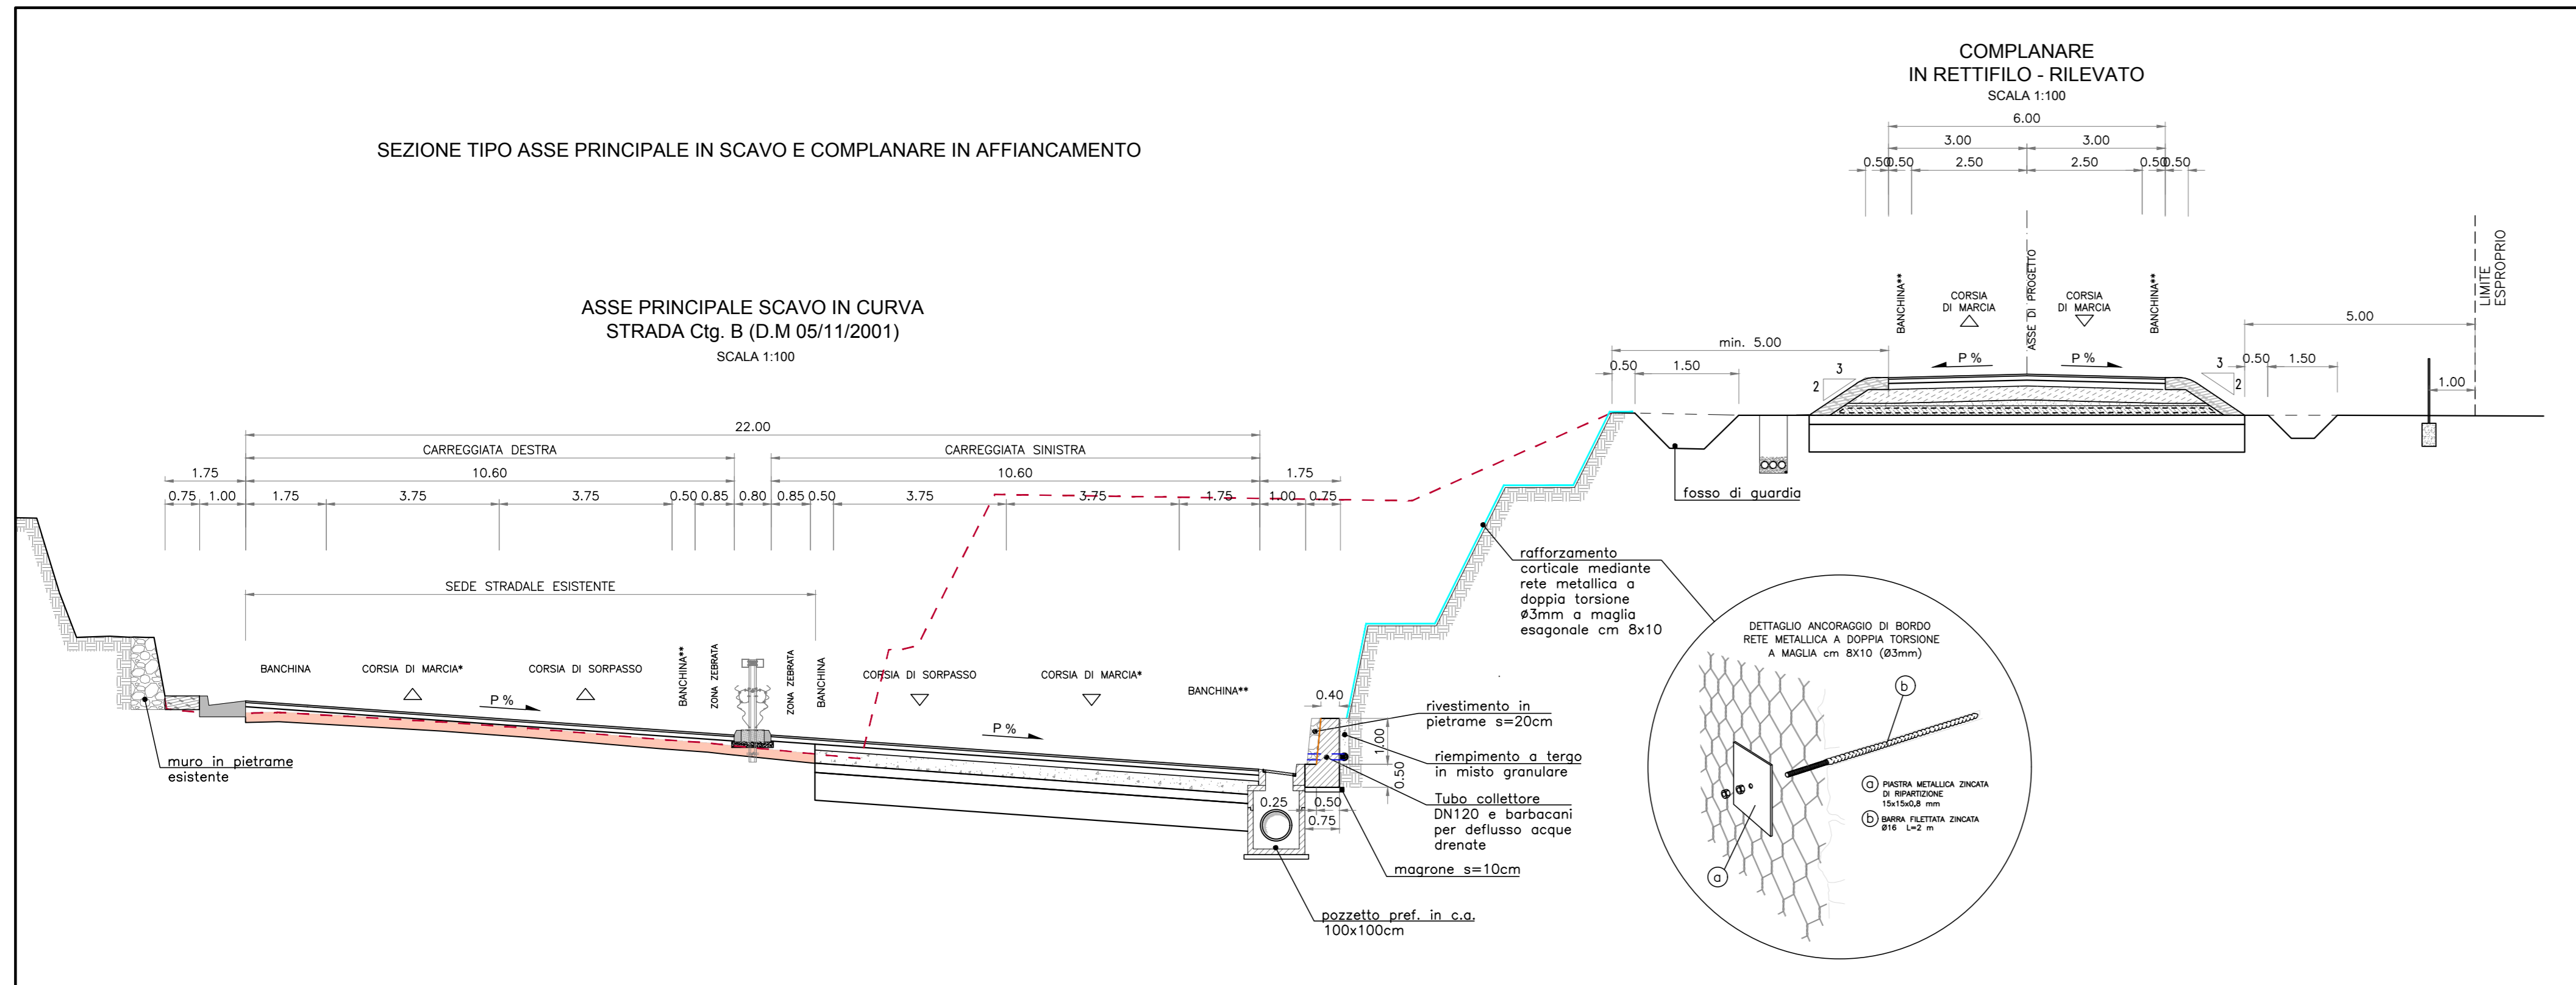 COMPLANARE
IN RETTIFILO - RILEVATO
SCALA 1:100
6.00
3.00 3.00
0.50 0.50 2.50 2.50 0.50 0.50
SEZIONE TIPO ASSE PRINCIPALE IN SCAVO E COMPLANARE IN AFFIANCAMENTO
BANCHINA**
CORSIA
DI MARCIA
ASSE DI PROGETTO
CORSIA
DI MARCIA
BANCHINA**
LIMITE
ESPROPRIO
5.00
min. 5.00
P % P %
0.50 1.50
3
2
3
2
0.50 1.50
1.00
fosso di guardia
ASSE PRINCIPALE SCAVO IN CURVA
STRADA Ctg. B (D.M 05/11/2001)
SCALA 1:100
22.00
CARREGGIATA DESTRA CARREGGIATA SINISTRA
1.75 10.60 10.60 1.75
0.75 1.00 1.75 3.75 3.75 0.50 0.85 0.80 0.85 0.50 3.75 3.75 1.75 1.00 0.75
SEDE STRADALE ESISTENTE
BANCHINA
CORSIA DI MARCIA*
CORSIA DI SORPASSO
BANCHINA**
ZONA ZEBRATA
ZONA ZEBRATA
BANCHINA
CORSIA DI SORPASSO
CORSIA DI MARCIA*
BANCHINA**
P %
P %
muro in pietrame
esistente
rafforzamento
corticale mediante
rete metallica a
doppia torsione
Ø3mm a maglia
esagonale cm 8x10
0.40
1.00
0.50
0.25 0.50
0.75
rivestimento in
pietrame s=20cm
riempimento a tergo
in misto granulare
Tubo collettore
DN120 e barbacani
per deflusso acque
drenate
magrone s=10cm
pozzetto pref. in c.a.
100x100cm
DETTAGLIO ANCORAGGIO DI BORDO
RETE METALLICA A DOPPIA TORSIONE
A MAGLIA cm 8X10 (Ø3mm)
b
a PIASTRA METALLICA ZINCATA
DI RIPARTIZIONE
15x15x0,8 mm
b BARRA FILETTATA ZINCATA
Ø16 L=2 m
a